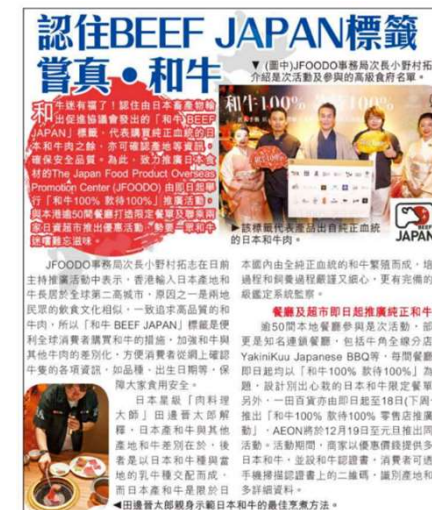 認住BEEF JAPAN標籤
嘗真●和牛
▼ (圖中)JFOODO事務局次長小野村拓
介紹是次活動及參與的高級食府名單。
和牛迷有福了！認住由日本畜產物輸
出促進協議會發出的「和牛 BEEF
JAPAN」標籤，代表購買純正血統的日
本和牛肉之餘，亦可確認產地等資訊，
確保安全品質。為此，致力推廣日本食
材的The Japan Food Product Overseas
Promotion Center (JFOODO) 由即日起舉
行「和牛100% 款待100%」推廣活動，
與本港逾50間餐廳打造限定餐單及聯乘兩
家日資超市推出優惠活動，勢要一眾和牛
迷嚐難忘滋味。
和牛100%
BEEF
JAPAN
▶該標籤代表產品出自純正血統
的日本和牛肉。
JFOODO事務局次長小野村拓志在日前
主持推廣活動中表示，香港輸入日本產地和
牛長居於全球第二高城市，原因之一是兩地
民眾的飲食文化相似，一致追求高品質的和
牛肉，所以「和牛 BEEF JAPAN」標籤是便
利全球消費者購買和牛的措施，加強和牛與
其他牛肉的差別化，方便消費者從網上確認
牛隻的各項資訊，如品種、出生日期等，保
障大家食用安全。
日本星級「肉料理
大師」田邊晉太郎解
釋，日本產和牛與其他
產地和牛差別在於，後
者是以日本和牛種與當
地的乳牛種交配而成，
而日本產和牛是限於日
本國內由全純正血統的和牛繁殖而成，培
過程和飼養過程嚴謹又細心，更有完備的
級鑑定系統監察。
餐廳及超市即日起推廣純正和牛
逾50間本地餐廳參與是次活動，部
更是知名連鎖餐廳，包括牛角全線分店
YakiniKuu Japanese BBQ等，每間餐廳
即日起均以「和牛100% 款待100%」為
題，設計別出心裁的日本和牛限定餐單
另外，一田百貨亦由即日起至18日(下周
推出「和牛100% 款待100% 零售店推廣
動」，AEON將於12月19日至元旦推出同
活動。活動期間，商家以優惠價錢提供多
日本和牛，並設和牛認證書，消費者可透
手機掃描認證書上的二維碼，識別產地和
多詳細資料。
◀田邊晉太郎親身示範日本和牛的最佳烹煮方法。